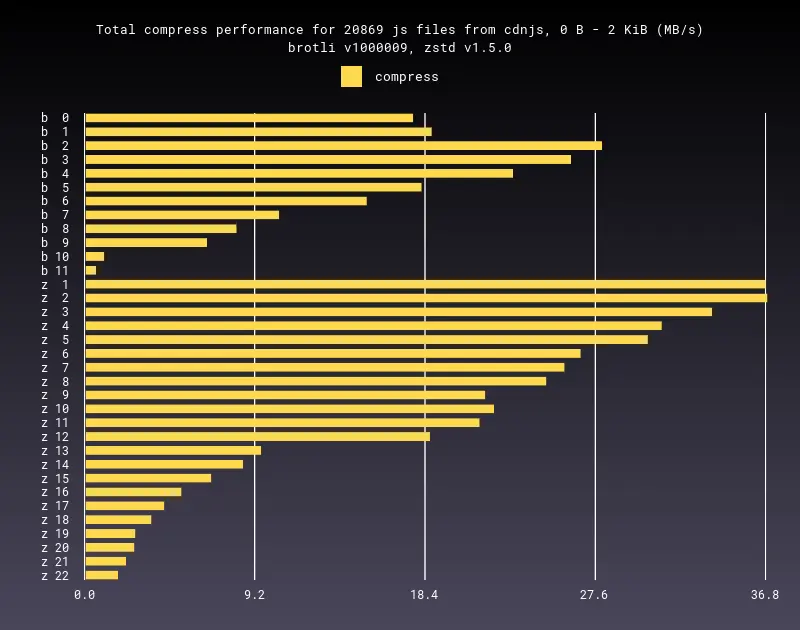 Total compress performance for 20869 js files from cdnjs, 0 B - 2 KiB (MB/s)
brotli v1000009, zstd v1.5.0
compress
b 0
b 1
b 2
b 3
b 4
b 5
b 6
b 7
b 8
b 9
b 10
b 11
z 1
z 2
z 3
z 4
z 5
z 6
z 7
z 8
z 9
z 10
z 11
z 12
z 13
z 14
z 15
z 16
z 17
z 18
z 19
z 20
z 21
z 22
0.0 9.2 18.4 27.6 36.8